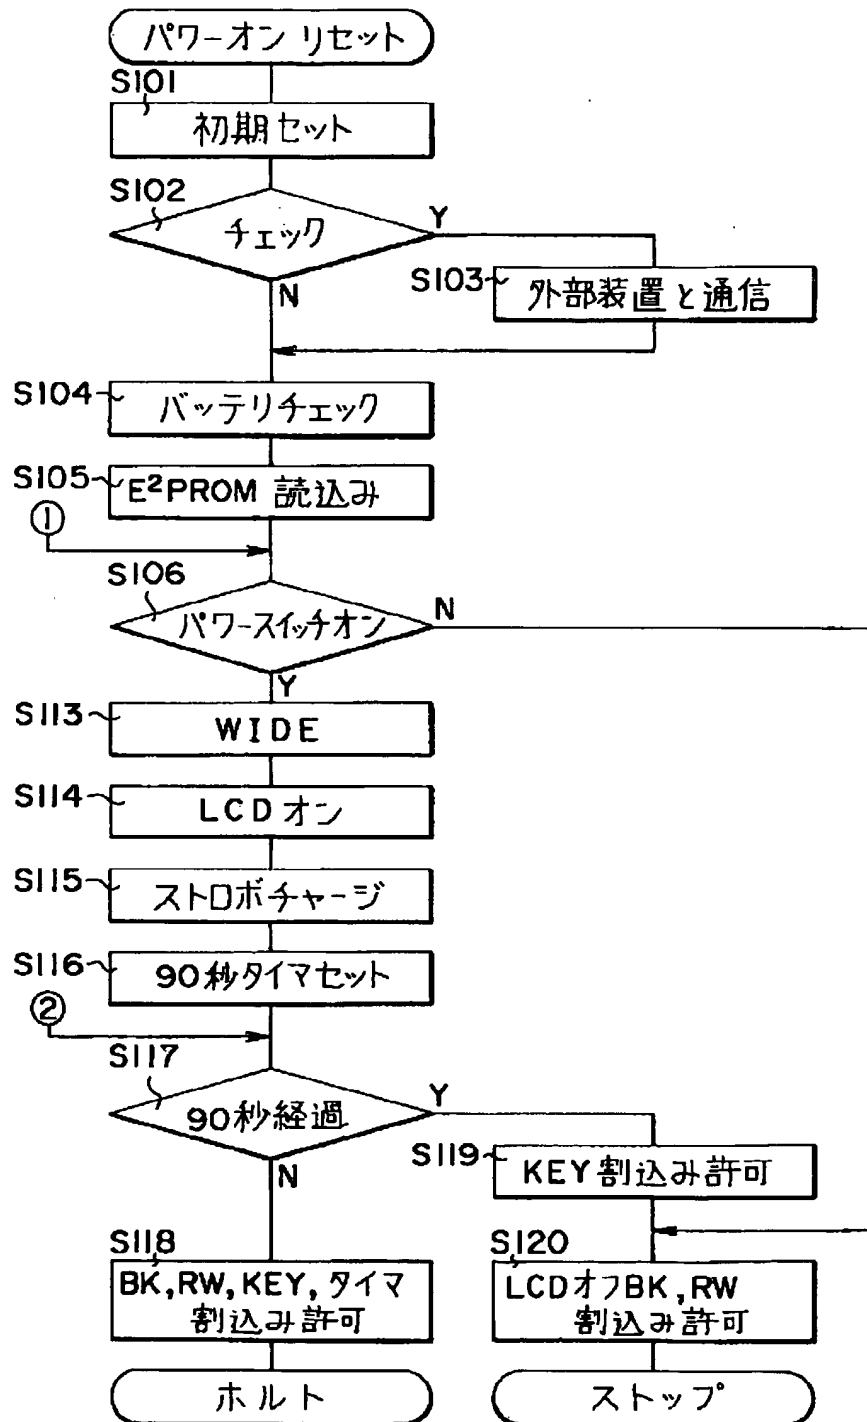 パワーオン リセット
S101
初期セット
S102
チェック
Y
N
S103
外部装置と通信
S104
バッテリチェック
S105
E²PROM 読込み
①
S106
パワースイッチオン
N
Y
S113
WIDE
S114
LCD オン
S115
ストロボチャージ
S116
90秒タイマセット
②
S117
90秒経過
Y
N
S119
KEY割込み許可
S118
BK,RW,KEY,タイマ
割込み許可
S120
LCDオフBK,RW
割込み許可
ホルト
ストップ